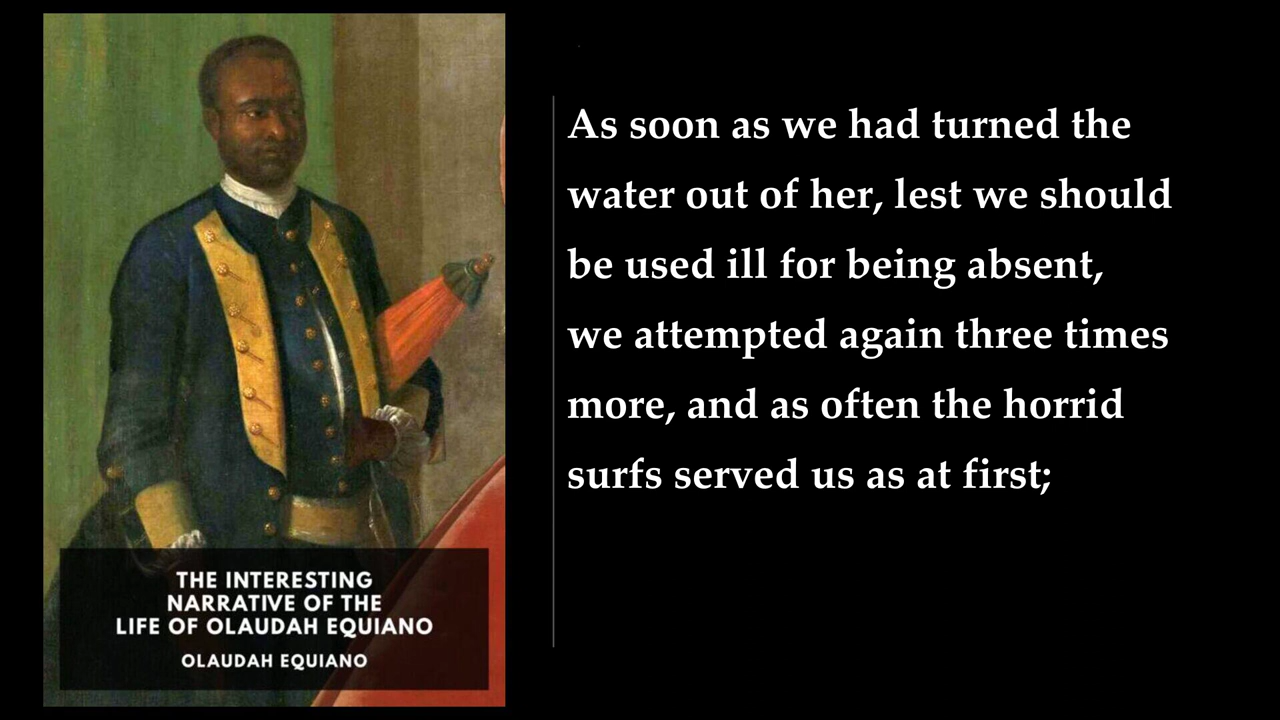 THE INTERESTING
NARRATIVE OF THE
LIFE OF OLAUDAH EQUIANO
OLAUDAH EQUIANO
As soon as we had turned the
water out of her, lest we should
be used ill for being absent,
we attempted again three times
more, and as often the horrid
surfs served us as at first;